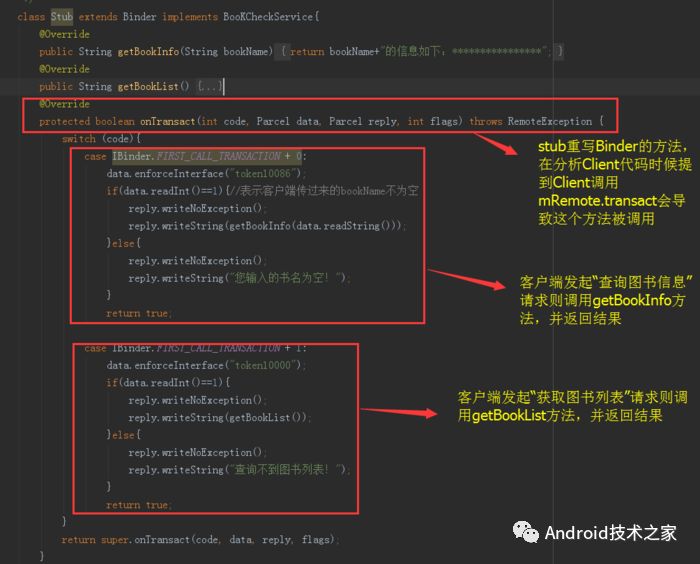 class Stub extends Binder implements BooKCheckService{
@Override
public String getBookInfo(String bookName) { return bookName+"的信息如下：****************"; }
@Override
public String getBookList() {...}
@Override
protected boolean onTransact(int code, Parcel data, Parcel reply, int flags) throws RemoteException {
switch (code){
case IBinder.FIRST_CALL_TRANSACTION + 0:
data.enforceInterface("token10086");
if(data.readInt()==1){//表示客户端传过来的bookName不为空
reply.writeNoException();
reply.writeString(getBookInfo(data.readString()));
}else{
reply.writeNoException();
reply.writeString("您输入的书名为空！");
}
return true;
case IBinder.FIRST_CALL_TRANSACTION + 1:
data.enforceInterface("token10000");
if(data.readInt()==1){
reply.writeNoException();
reply.writeString(getBookList());
}else{
reply.writeNoException();
reply.writeString("查询不到图书列表！");
}
return true;
}
return super.onTransact(code, data, reply, flags);
}
stub重写Binder的方法，
在分析Client代码时候提
到Client调用
mRemote.transact会导
致这个方法被调用
客户端发起“查询图书信息”
请求则调用getBookInfo方
法，并返回结果
客户端发起“获取图书列表”请求则调
用getBookList方法，并返回结果
Android技术之家